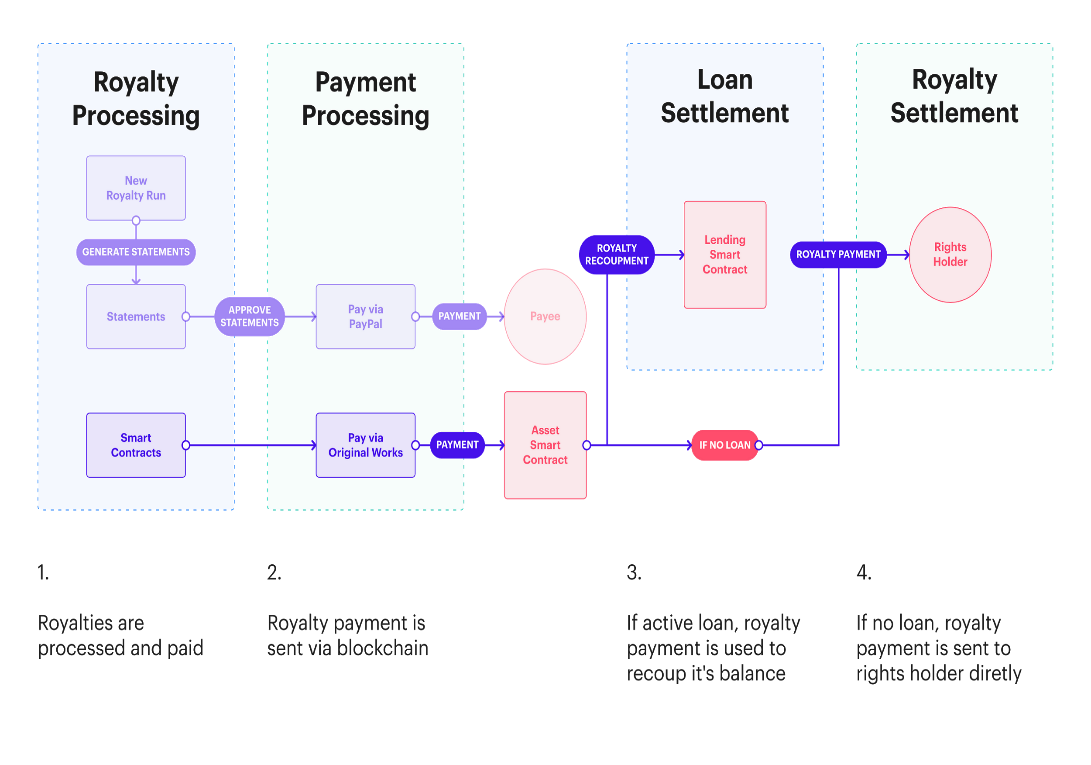 Royalty
Processing
Payment
Processing
Loan
Settlement
Royalty
Settlement
New
Royalty Run
GENERATE STATEMENTS
Statements
APPROVE
STATEMENTS
Pay via
PayPal
PAYMENT
Payee
ROYALTY
RECOUPMENT
Lending
Smart
Contract
ROYALTY PAYMENT
Rights
Holder
Smart
Contracts
Pay via
Original Works
PAYMENT
Asset
Smart
Contract
IF NO LOAN
1.
Royalties are
processed and paid
2.
Royalty payment is
sent via blockchain
3.
If active loan, royalty
payment is used to
recoup it's balance
4.
If no loan, royalty
payment is sent to
rights holder diretly